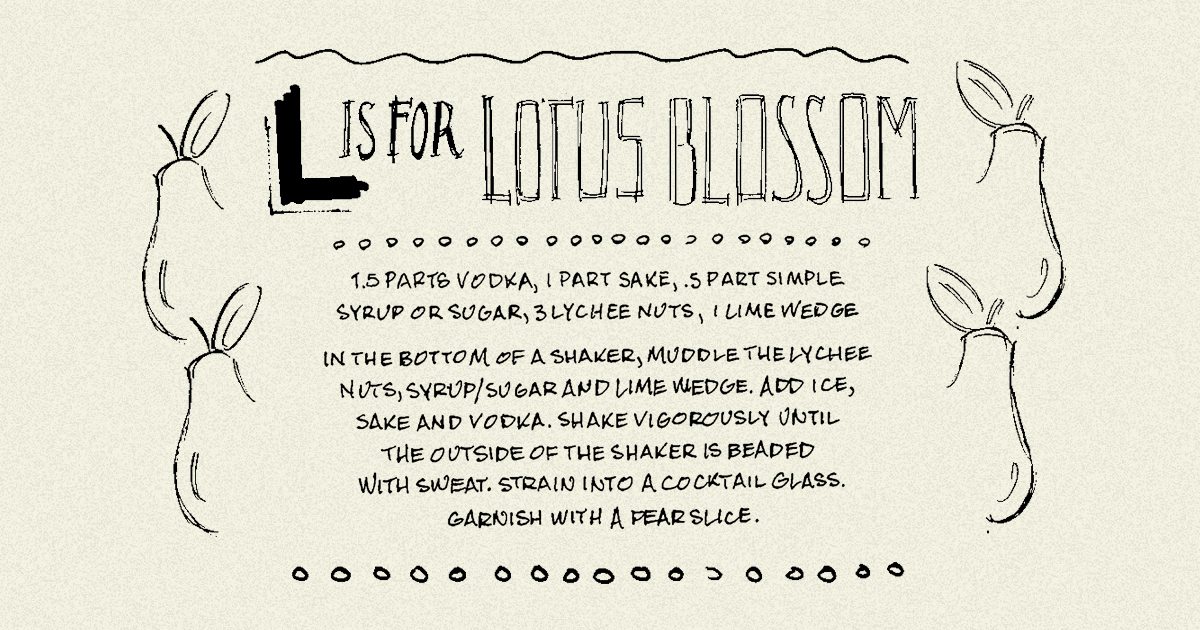 L IS FOR LOTUS BLOSSOM
1.5 PARTS VODKA, 1 PART SAKE, .5 PART SIMPLE
SYRUP OR SUGAR, 3 LYCHEE NUTS, 1 LIME WEDGE
IN THE BOTTOM OF A SHAKER, MUDDLE THE LYCHEE
NUTS, SYRUP/SUGAR AND LIME WEDGE. ADD ICE,
SAKE AND VODKA. SHAKE VIGOROUSLY UNTIL
THE OUTSIDE OF THE SHAKER IS BEADED
WITH SWEAT. STRAIN INTO A COCKTAIL GLASS.
GARNISH WITH A PEAR SLICE.